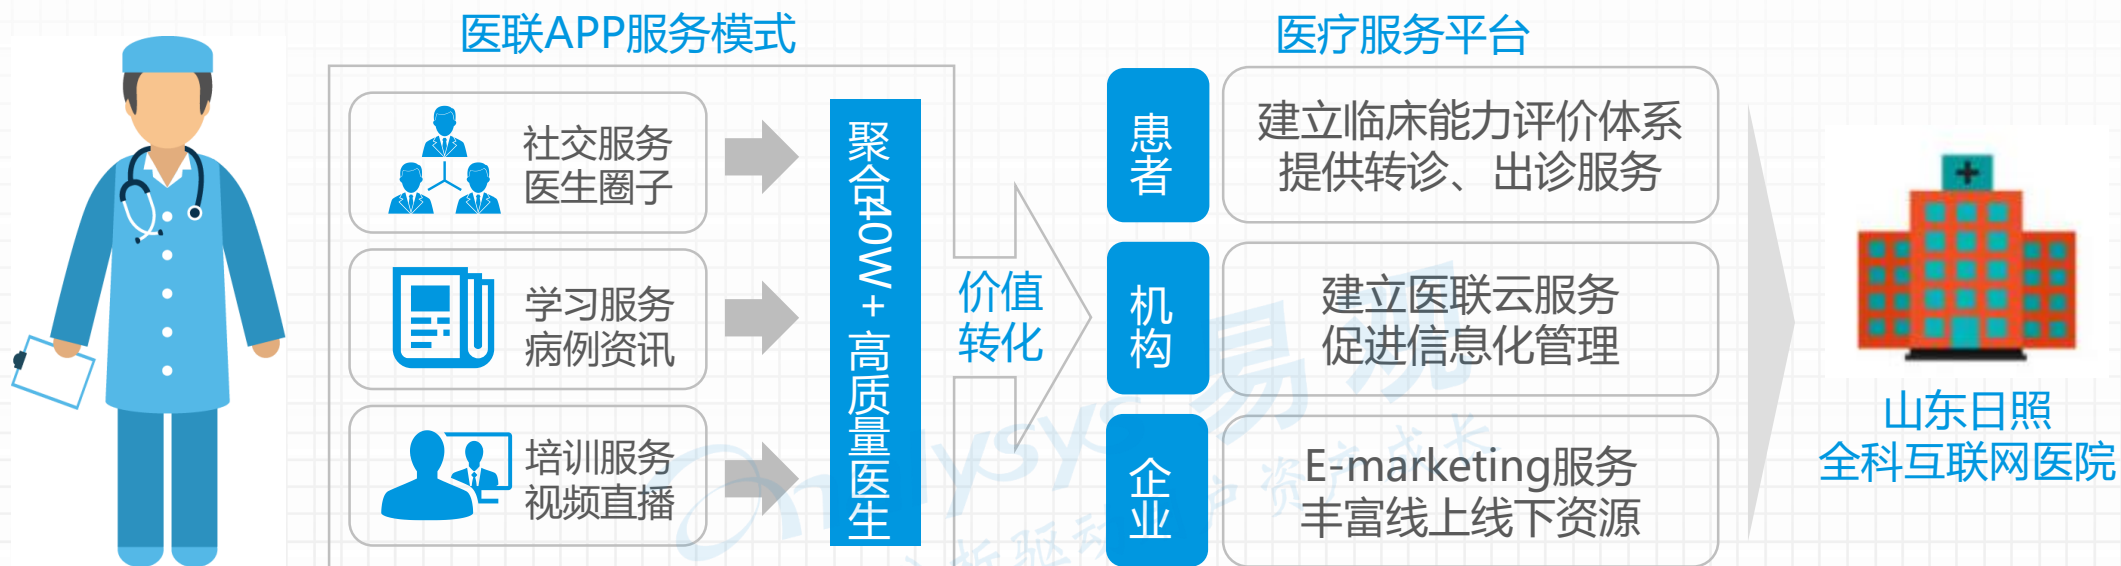 医联APP服务模式
社交服务
医生圈子
学习服务
病例资讯
培训服务
视频直播
聚合40W+高质量医生
价值
转化
医疗服务平台
患者
建立临床能力评价体系
提供转诊、出诊服务
机构
建立医联云服务
促进信息化管理
企业
E-marketing服务
丰富线上线下资源
山东日照
全科互联网医院
易观